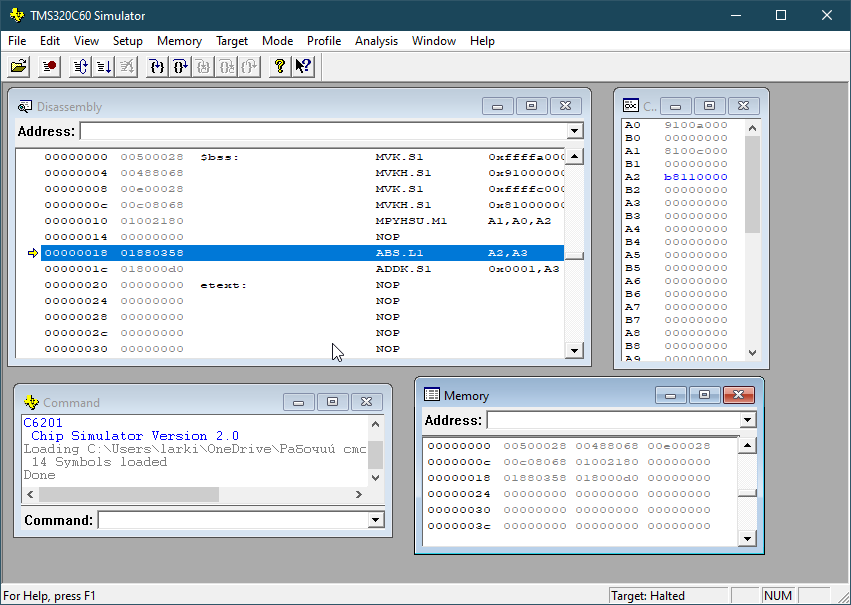 TMS320C60 Simulator
File Edit View Setup Memory Target Mode Profile Analysis Window Help
Disassembly
Address:
00000000 00500028 $bss: MVK.S1 0xffffa000
00000004 00488068 MVKH.S1 0x91000000
00000008 00e00028 MVK.S1 0xffffc000
0000000c 00c08068 MVKH.S1 0x81000000
00000010 01002180 MPYHSU.M1 A1,A0,A2
00000014 00000000 NOP
00000018 01880358 ABS.L1 A2,A3
0000001c 018000d0 ADDK.S1 0x0001,A3
00000020 00000000 etext: NOP
00000024 00000000 NOP
00000028 00000000 NOP
0000002c 00000000 NOP
00000030 00000000 NOP
C..
A0 9100a000
B0 00000000
A1 8100c000
B1 00000000
A2 b8110000
B2 00000000
A3 00000000
B3 00000000
A4 00000000
B4 00000000
A5 00000000
B5 00000000
A6 00000000
B6 00000000
A7 00000000
B7 00000000
A8 00000000
B8 00000000
A9 00000000
Command
C6201
Chip Simulator Version 2.0
Loading C:\Users\larki\OneDrive\Рабочий сто
14 Symbols loaded
Done
Command:
Memory
Address:
00000000 00500028 00488068 00e00028
0000000c 00c08068 01002180 00000000
00000018 01880358 018000d0 00000000
00000024 00000000 00000000 00000000
00000030 00000000 00000000 00000000
0000003c 00000000 00000000 00000000
For Help, press F1
Target: Halted
NUM